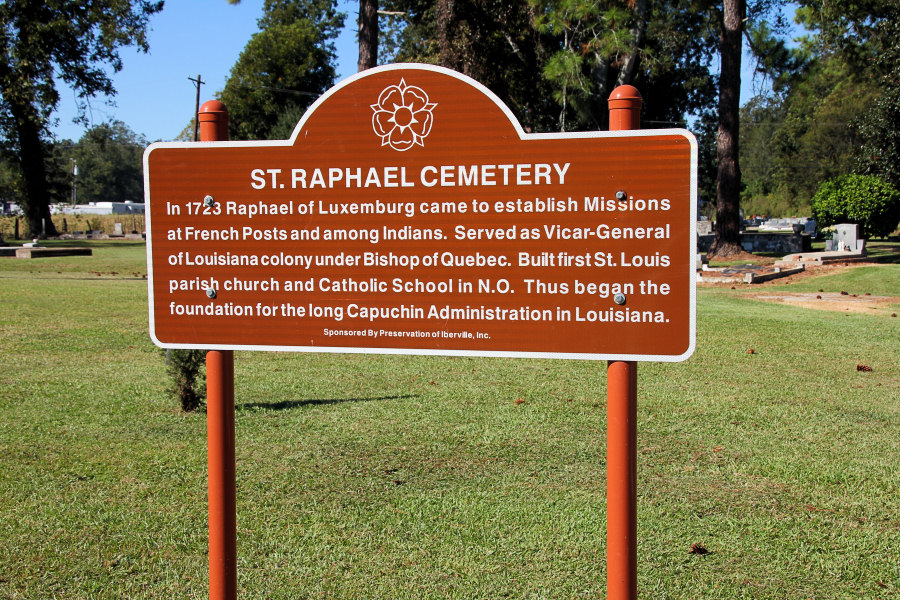 ST. RAPHAEL CEMETERY
In 1723 Raphael of Luxemburg came to establish Missions
at French Posts and among Indians. Served as Vicar-General
of Louisiana colony under Bishop of Quebec. Built first St. Louis
parish church and Catholic School in N.O. Thus began the
foundation for the long Capuchin Administration in Louisiana.
Sponsored By Preservation of Iberville, Inc.